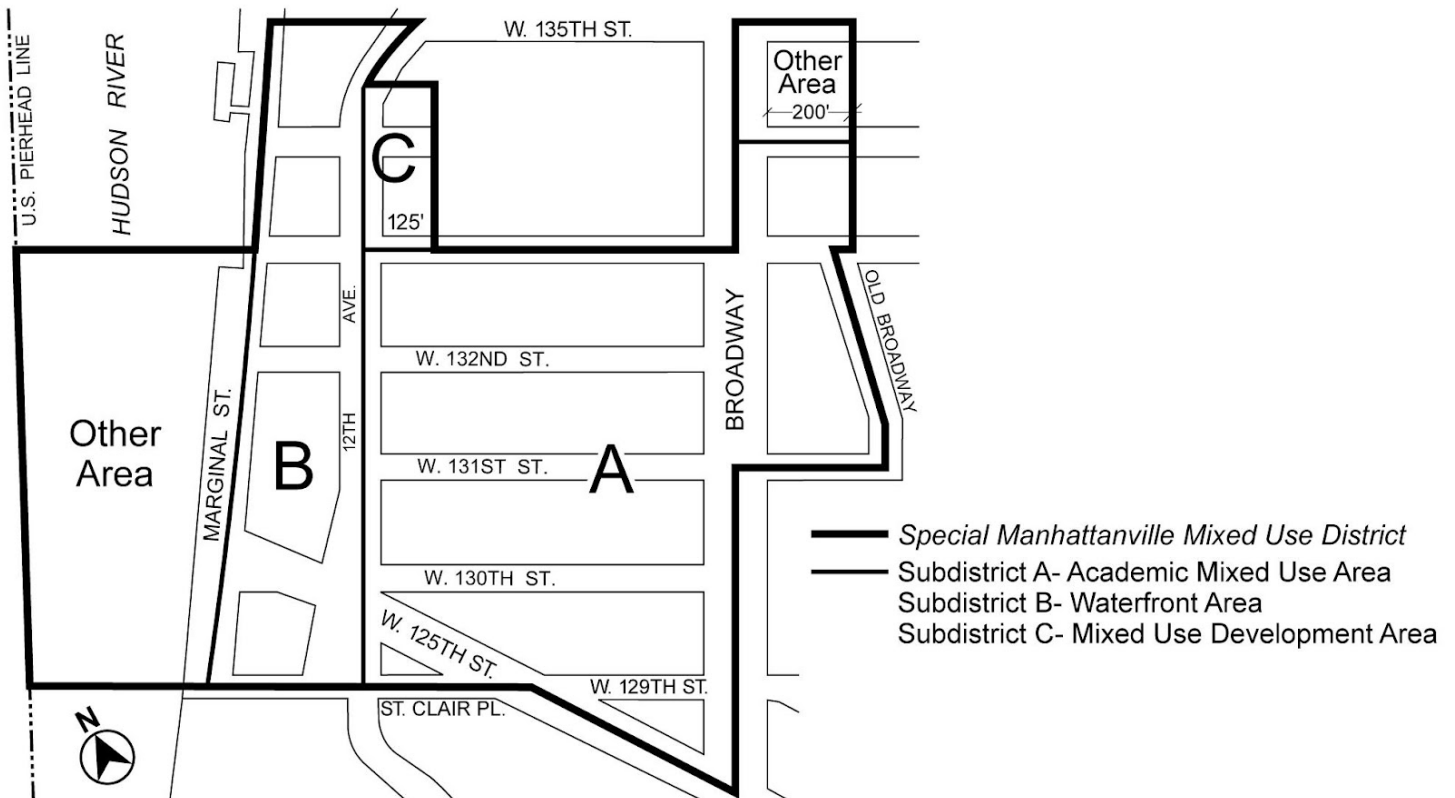 U.S. PIERHEAD LINE
HUDSON RIVER
W. 135TH ST.
Other
Area
200'
C
125'
AVE.
12TH
BROADWAY
OLD BROADWAY
W. 132ND ST.
MARGINAL ST.
Other
Area
B
W. 131ST ST.
A
W. 130TH ST.
W. 125TH ST.
W. 129TH ST.
ST. CLAIR PL.
N
Special Manhattanville Mixed Use District
Subdistrict A- Academic Mixed Use Area
Subdistrict B- Waterfront Area
Subdistrict C- Mixed Use Development Area